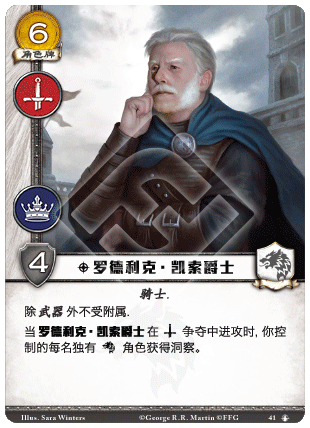 6
角色牌
4
罗德利克·凯索爵士
骑士.
除 武器 外不受附属.
当 罗德利克·凯索爵士 在 争夺中进攻时, 你控
制的每名独有 角色获得洞察。
Illus. Sara Winters ©George R.R. Martin ©FFG 41